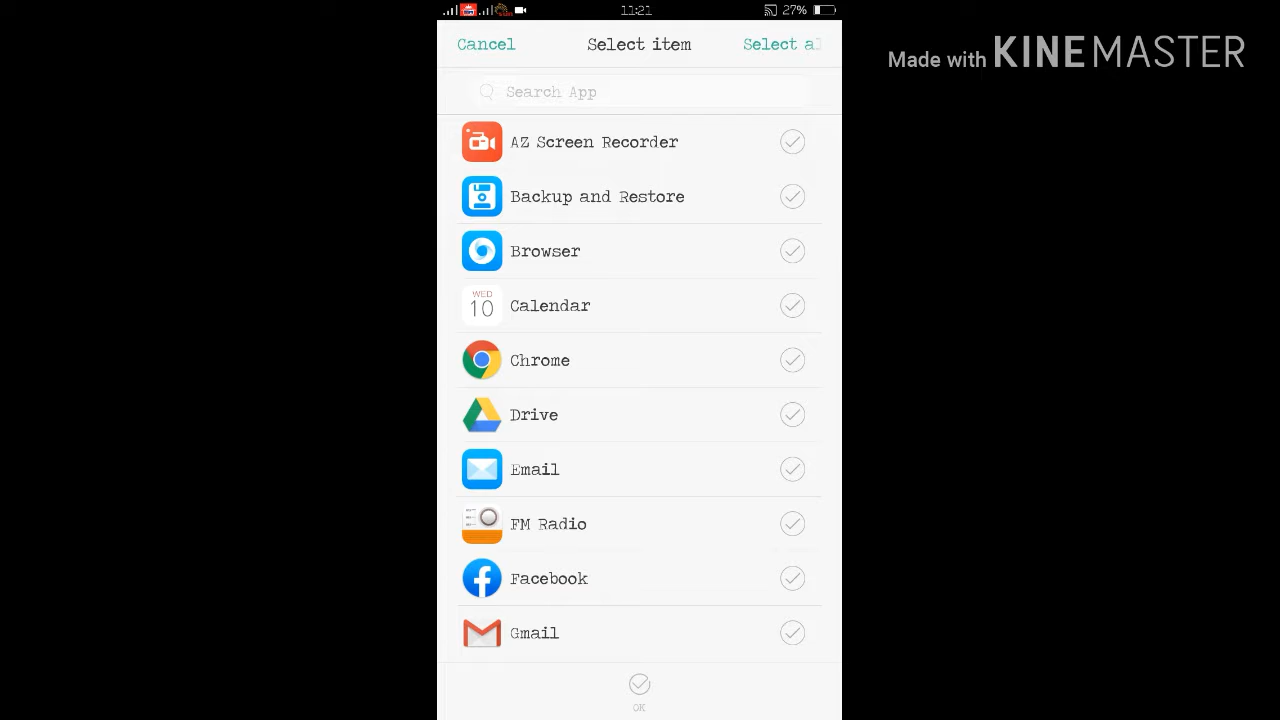 11:21
27%
Cancel Select item Select al
Made with KINEMASTER
Search App
AZ Screen Recorder
Backup and Restore
Browser
WED
10
Calendar
Chrome
Drive
Email
FM Radio
Facebook
Gmail
OK